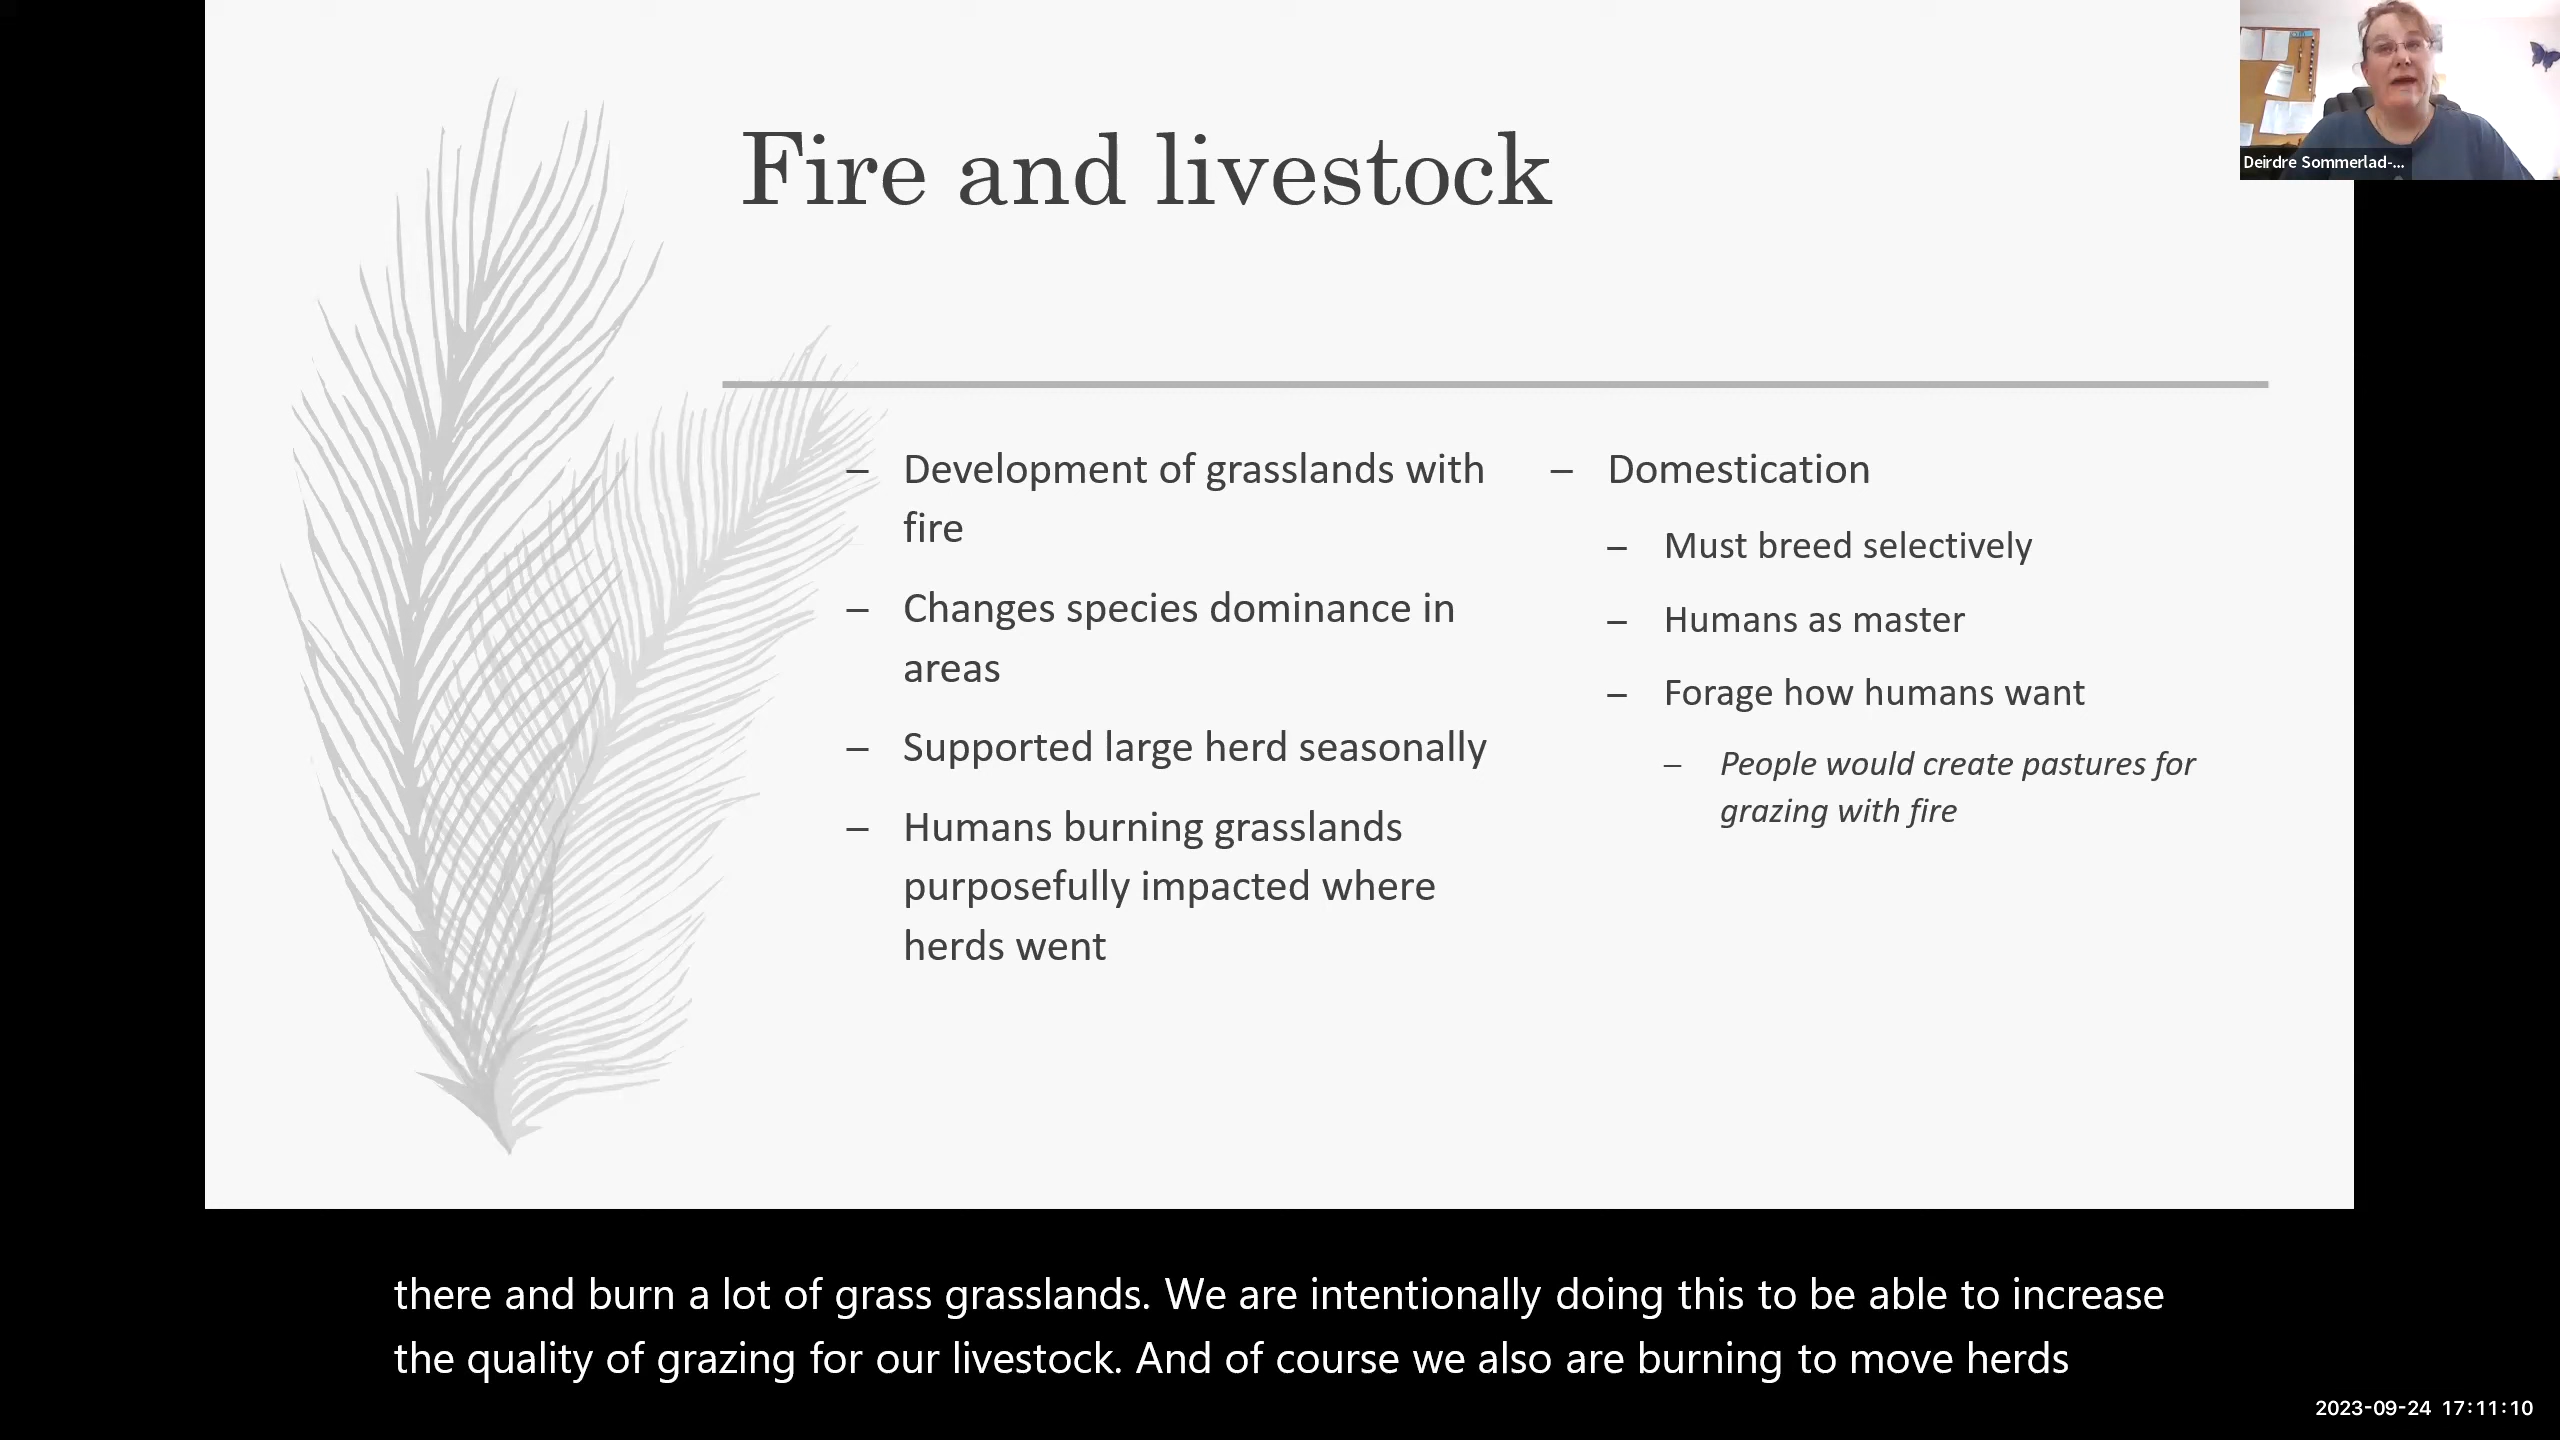 Fire and livestock
Deirdre Sommerlad-...
– Development of grasslands with
fire
– Changes species dominance in
areas
– Supported large herd seasonally
– Humans burning grasslands
purposefully impacted where
herds went
– Domestication
– Must breed selectively
– Humans as master
– Forage how humans want
– People would create pastures for
grazing with fire
there and burn a lot of grass grasslands. We are intentionally doing this to be able to increase
the quality of grazing for our livestock. And of course we also are burning to move herds
2023-09-24 17:11:10